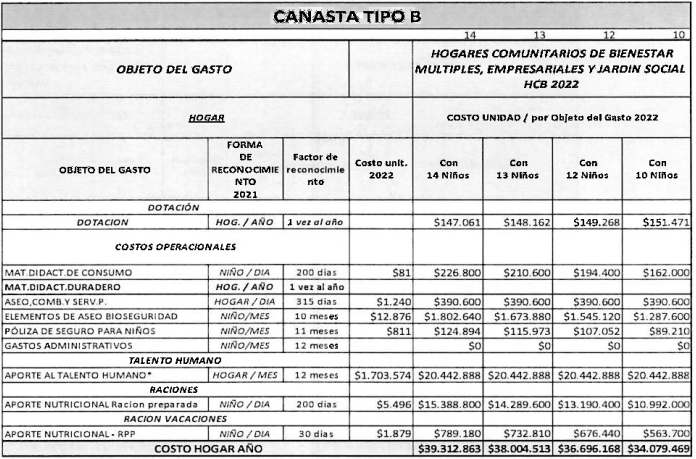 CANASTA TIPO B
14 13 12 10
OBJETO DEL GASTO
HOGARES COMUNITARIOS DE BIENESTAR
MULTIPLES, EMPRESARIALES Y JARDIN SOCIAL
HCB 2022
HOGAR
COSTO UNIDAD / por Objeto del Gasto 2022
OBJETO DEL GASTO
FORMA
DE
RECONOCIMIE
NTO
2021
Factor de
reconocimie
nto
Costo unit.
2022
Con
14 Niños
Con
13 Niños
Con
12 Niños
Con
10 Niños
DOTACIÓN
DOTACION HOG. / AÑO 1 vez al año $147.061 $148.162 $149.268 $151.471
COSTOS OPERACIONALES
MAT.DIDACT.DE CONSUMO NIÑO / DIA 200 dias $81 $226.800 $210.600 $194.400 $162.000
MAT.DIDACT.DURADERO HOG. / AÑO 1 vez al año
ASEO,COMB.Y SERV.P. HOGAR / DIA 315 dias $1.240 $390.600 $390.600 $390.600 $390.600
ELEMENTOS DE ASEO BIOSEGURIDAD NIÑO/MES 10 meses $12.876 $1.802.640 $1.673.880 $1.545.120 $1.287.600
PÓLIZA DE SEGURO PARA NIÑOS NIÑO/MES 11 meses $811 $124.894 $115.973 $107.052 $89.210
GASTOS ADMINISTRATIVOS NIÑO/MES 12 meses $0 $0 $0 $0
TALENTO HUMANO
APORTE AL TALENTO HUMANO* HOGAR / MES 12 meses $1.703.574 $20.442.888 $20.442.888 $20.442.888 $20.442.888
RACIONES
APORTE NUTRICIONAL Racion preparada NIÑO / DIA 200 dias $5.496 $15.388.800 $14.289.600 $13.190.400 $10.992.000
RACION VACACIONES
APORTE NUTRICIONAL - RPP NIÑO / DIA 30 dias $1.879 $789.180 $732.810 $676.440 $563.700
COSTO HOGAR AÑO $39.312.863 $38.004.513 $36.696.168 $34.079.469